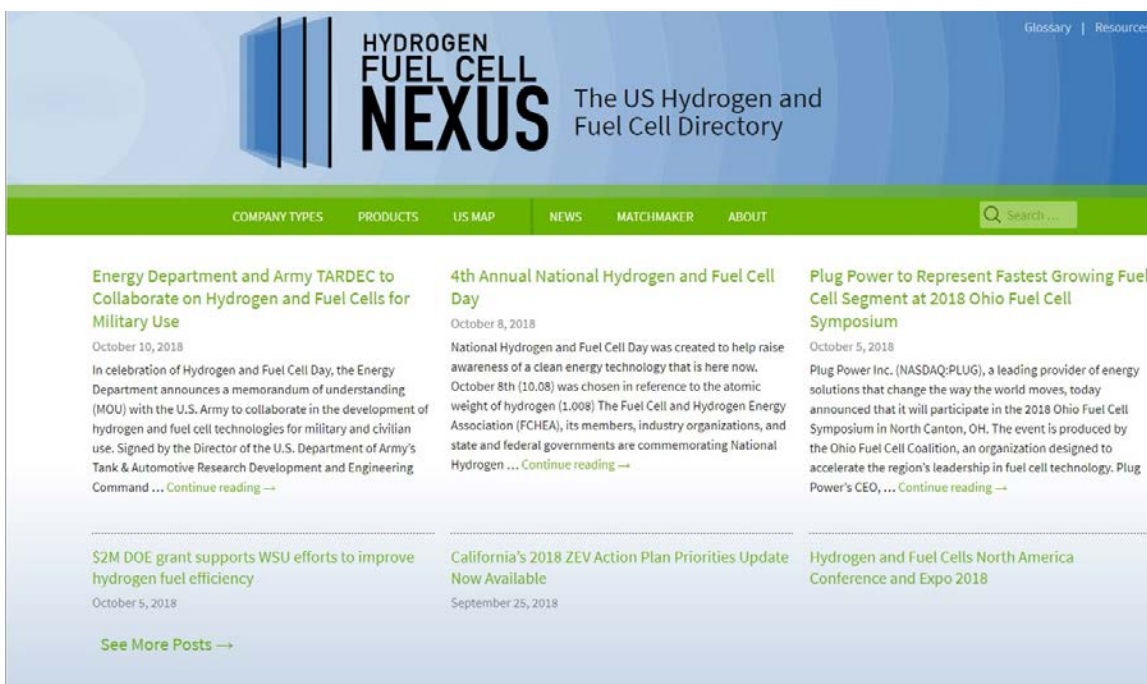 Glossary | Resources
HYDROGEN
FUEL CELL
NEXUS
The US Hydrogen and
Fuel Cell Directory
COMPANY TYPES PRODUCTS US MAP NEWS MATCHMAKER ABOUT
Search ...
Energy Department and Army TARDEC to
Collaborate on Hydrogen and Fuel Cells for
Military Use
October 10, 2018
In celebration of Hydrogen and Fuel Cell Day, the Energy
Department announces a memorandum of understanding
(MOU) with the U.S. Army to collaborate in the development of
hydrogen and fuel cell technologies for military and civilian
use. Signed by the Director of the U.S. Department of Army's
Tank & Automotive Research Development and Engineering
Command ... Continue reading →
4th Annual National Hydrogen and Fuel Cell
Day
October 8, 2018
National Hydrogen and Fuel Cell Day was created to help raise
awareness of a clean energy technology that is here now.
October 8th (10.08) was chosen in reference to the atomic
weight of hydrogen (1.008) The Fuel Cell and Hydrogen Energy
Association (FCHEA), its members, industry organizations, and
state and federal governments are commemorating National
Hydrogen ... Continue reading →
Plug Power to Represent Fastest Growing Fuel
Cell Segment at 2018 Ohio Fuel Cell
Symposium
October 5, 2018
Plug Power Inc. (NASDAQ:PLUG), a leading provider of energy
solutions that change the way the world moves, today
announced that it will participate in the 2018 Ohio Fuel Cell
Symposium in North Canton, OH. The event is produced by
the Ohio Fuel Cell Coalition, an organization designed to
accelerate the region's leadership in fuel cell technology. Plug
Power's CEO, ... Continue reading →
$2M DOE grant supports WSU efforts to improve
hydrogen fuel efficiency
October 5, 2018
California's 2018 ZEV Action Plan Priorities Update
Now Available
September 25, 2018
Hydrogen and Fuel Cells North America
Conference and Expo 2018
See More Posts →